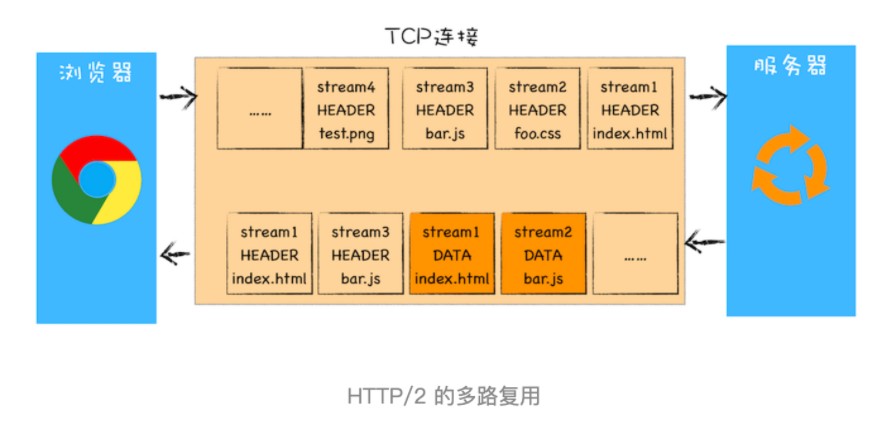 TCP连接
浏览器
服务器
……
stream4
HEADER
test.png
stream3
HEADER
bar.js
stream2
HEADER
foo.css
stream1
HEADER
index.html
stream1
HEADER
index.html
stream3
HEADER
bar.js
stream1
DATA
index.html
stream2
DATA
bar.js
……
HTTP/2 的多路复用